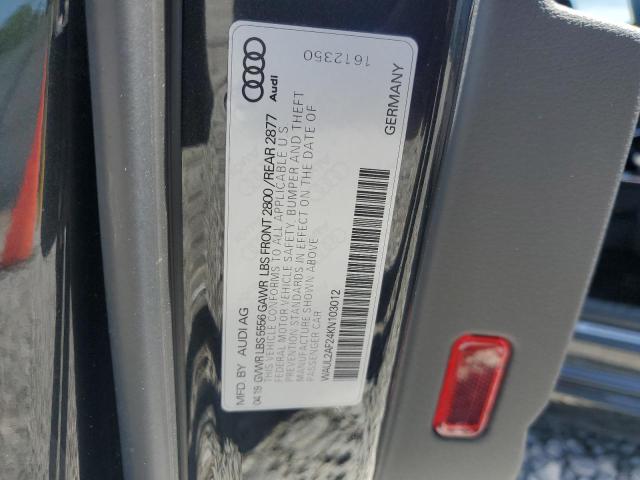 MFD BY AUDI AG
04.19 GVWR LBS 5556 GAWR LBS FRONT 2800 / REAR 2877
THIS VEHICLE CONFORMS TO ALL APPLICABLE U S
FEDERAL MOTOR VEHICLE SAFETY, BUMPER AND THEFT
PREVENTION STANDARDS IN EFFECT ON THE DATE OF
MANUFACTURE SHOWN ABOVE
PASSENGER CAR
WAUL2AF24KN103012
GERMANY
Audi
1612350